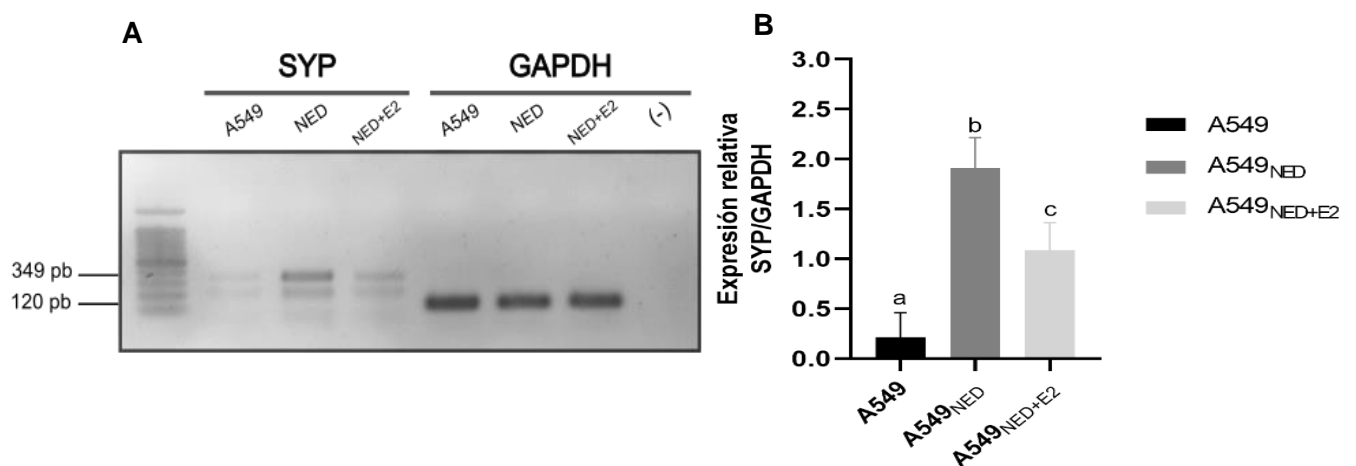 A
SYP GAPDH
A549 NED NED+E2 A549 NED NED+E2 (-)
349 pb
120 pb
B
Expresión relativa
SYP/GAPDH
3.0
2.5
2.0
1.5
1.0
0.5
0.0
a
b
c
A549
A549NED
A549NED+E2
A549
A549NED
A549NED+E2